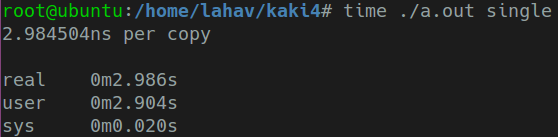 root@ubuntu:/home/lahav/kaki4# time ./a.out single
2.984504ns per copy
real 0m2.986s
user 0m2.904s
sys 0m0.020s